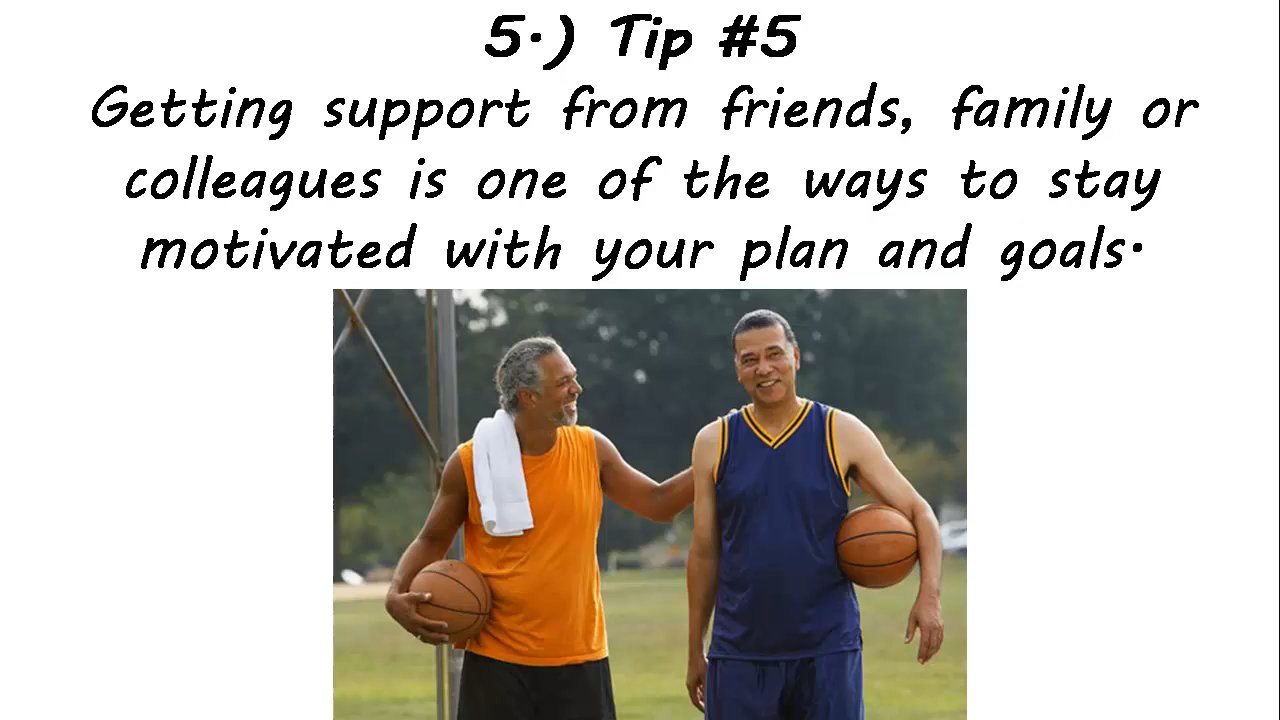 5.) Tip #5
Getting support from friends, family or
colleagues is one of the ways to stay
motivated with your plan and goals.